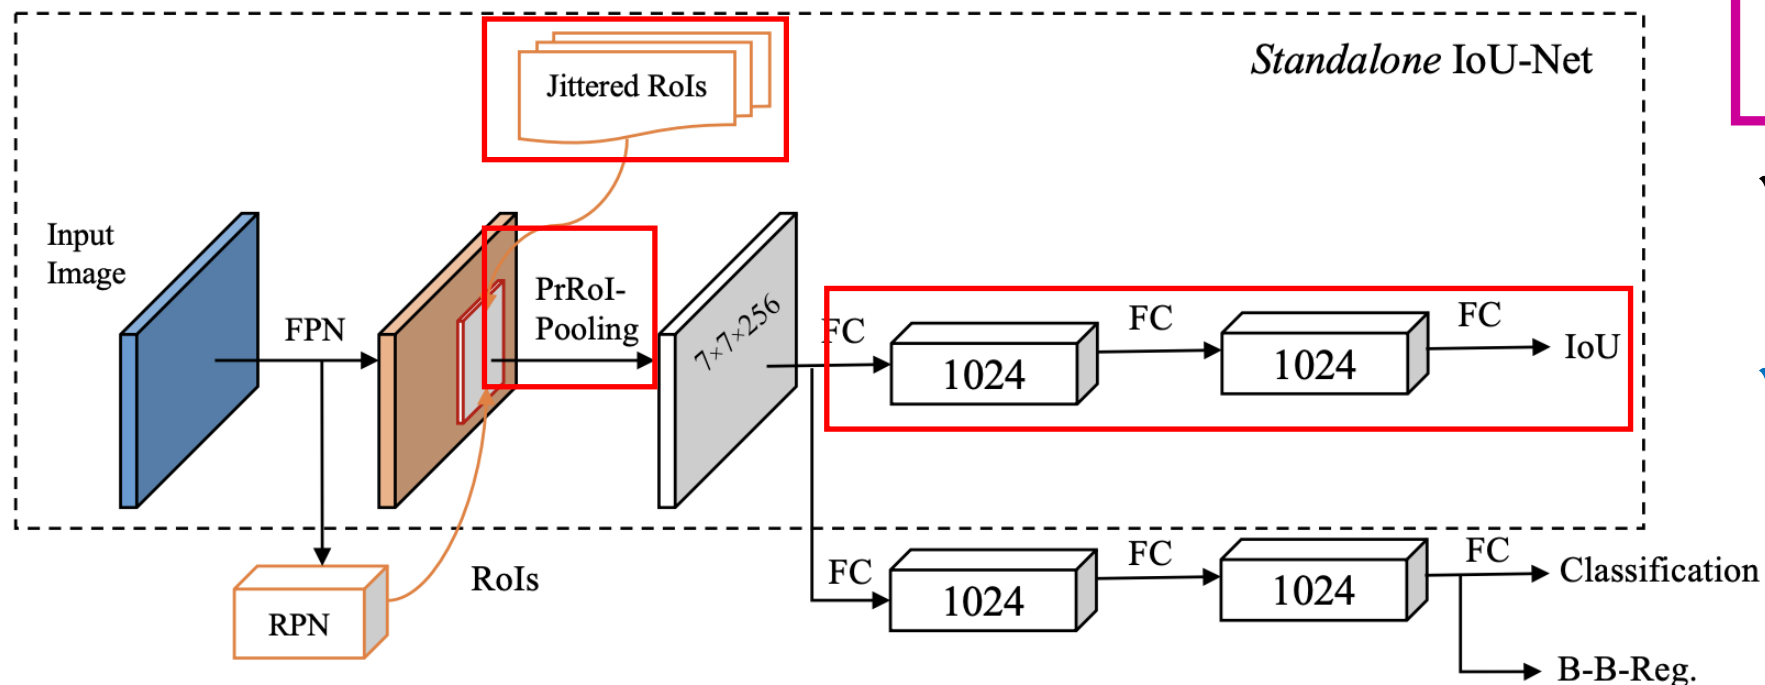 Standalone IoU-Net
Jittered RoIs
Input
Image
FPN
PrRoI-
Pooling
7×7×256
FC
1024
FC
1024
FC
IoU
RPN
RoIs
FC
1024
FC
1024
FC
Classification
B-B-Reg.